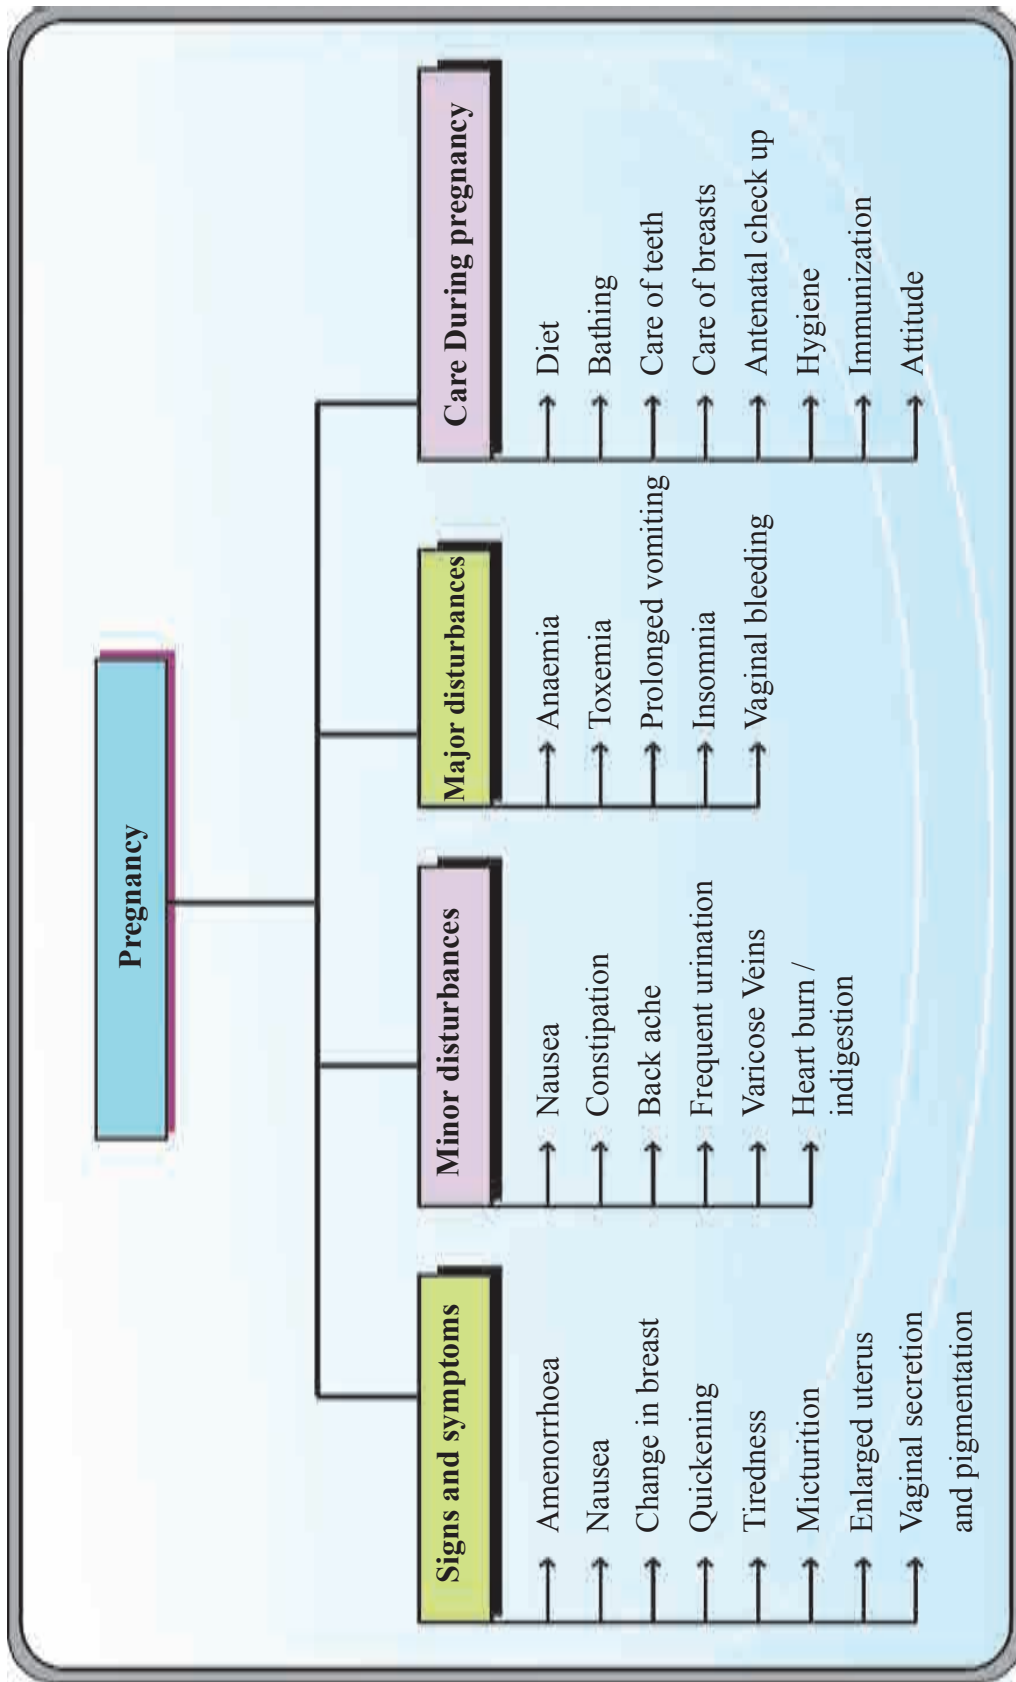 Pregnancy
Signs and symptoms
Amenorrhoea
Nausea
Change in breast
Quickening
Tiredness
Micturition
Enlarged uterus
Vaginal secretion
and pigmentation
Minor disturbances
Nausea
Constipation
Back ache
Frequent urination
Varicose Veins
Heart burn /
indigestion
Major disturbances
Anaemia
Toxemia
Prolonged vomiting
Insomnia
Vaginal bleeding
Care During pregnancy
Diet
Bathing
Care of teeth
Care of breasts
Antenatal check up
Hygiene
Immunization
Attitude